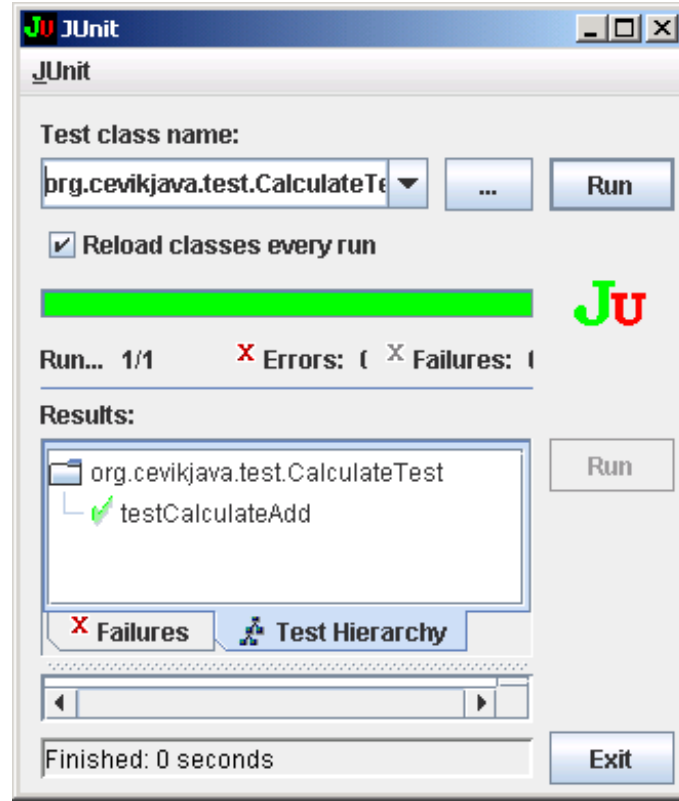 JU JUnit
JUnit
Test class name:
org.cevikjava.test.CalculateTe ... Run
Reload classes every run
JU
Run... 1/1 X Errors: X Failures:
Results:
org.cevikjava.test.CalculateTest Run
testCalculateAdd
X Failures Test Hierarchy
Finished: 0 seconds Exit